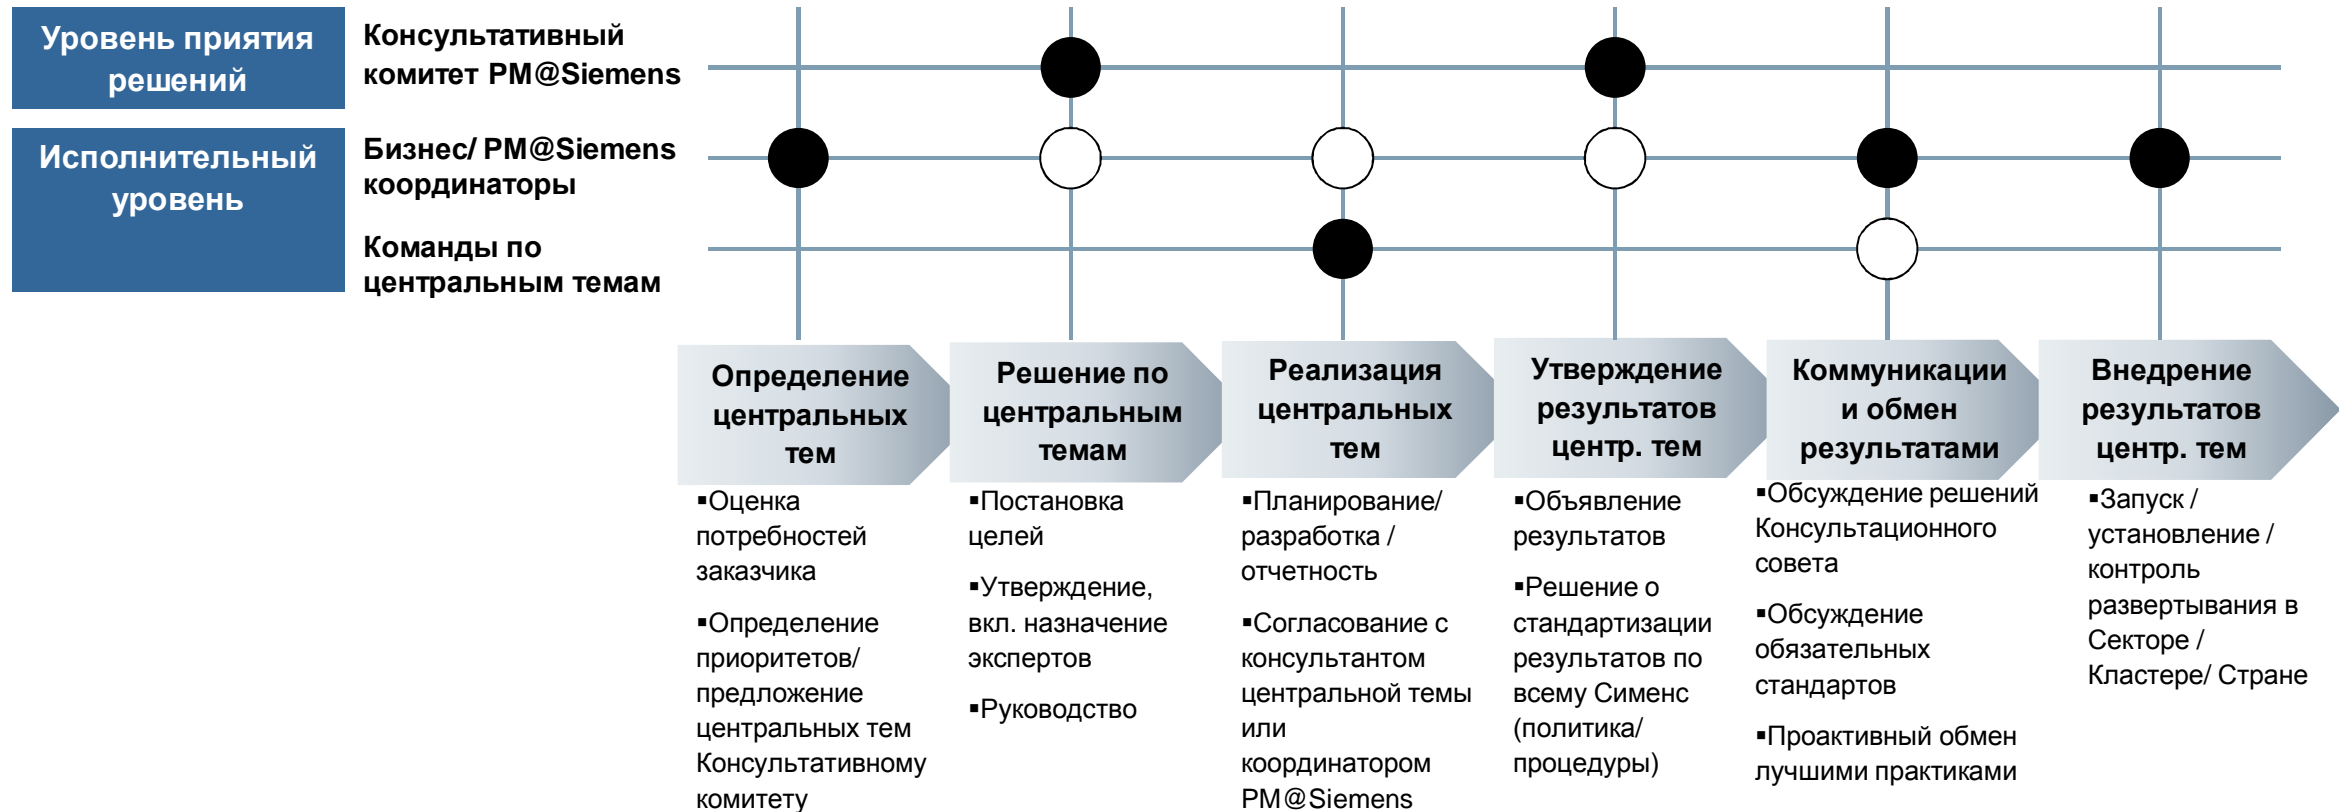 Уровень приятия
решений
Консультативный
комитет PM@Siemens
Исполнительный
уровень
Бизнес/ PM@Siemens
координаторы
Команды по
центральным темам
Определение
центральных
тем
Решение по
центральным
темам
Реализация
центральных
тем
Утверждение
результатов
центр. тем
Коммуникации
и обмен
результатами
Внедрение
результатов
центр. тем
▪Оценка
потребностей
заказчика
▪Определение
приоритетов/
предложение
центральных тем
Консультативному
комитету
▪Постановка
целей
▪Утверждение,
вкл. назначение
экспертов
▪Руководство
▪Планирование/
разработка /
отчетность
▪Согласование с
консультантом
центральной темы
или
координатором
PM@Siemens
▪Объявление
результатов
▪Решение о
стандартизации
результатов по
всему Сименс
(политика/
процедуры)
▪Обсуждение решений
Консультационного
совета
▪Обсуждение
обязательных
стандартов
▪Проактивный обмен
лучшими практиками
▪Запуск /
установление /
контроль
развертывания в
Секторе /
Кластере/ Стране